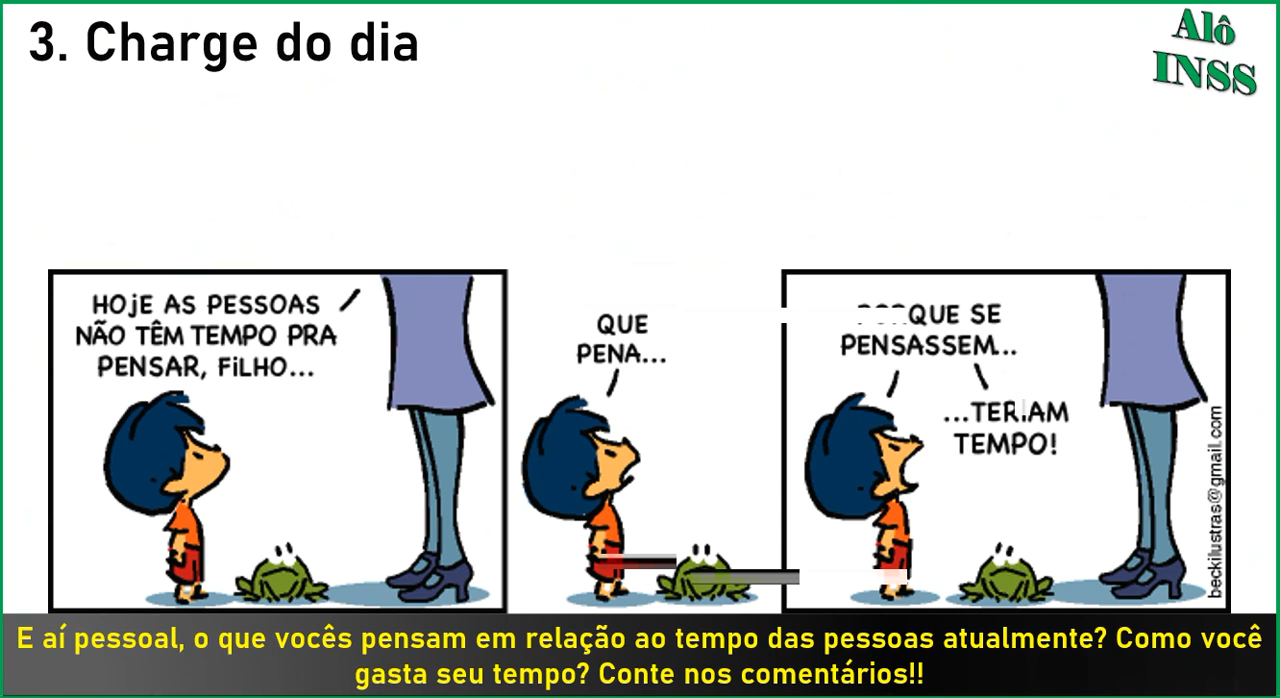 3. Charge do dia
Alô
INSS
HOjE AS PESSOAS
NÃO TÊM TEMPO PRA
PENSAR, FiLHO...
QUE
PENA...
PORQUE SE
PENSASSEM...
...TERiAM
TEMPO!
beckilustras@gmail.com
E aí pessoal, o que vocês pensam em relação ao tempo das pessoas atualmente? Como você
gasta seu tempo? Conte nos comentários!!